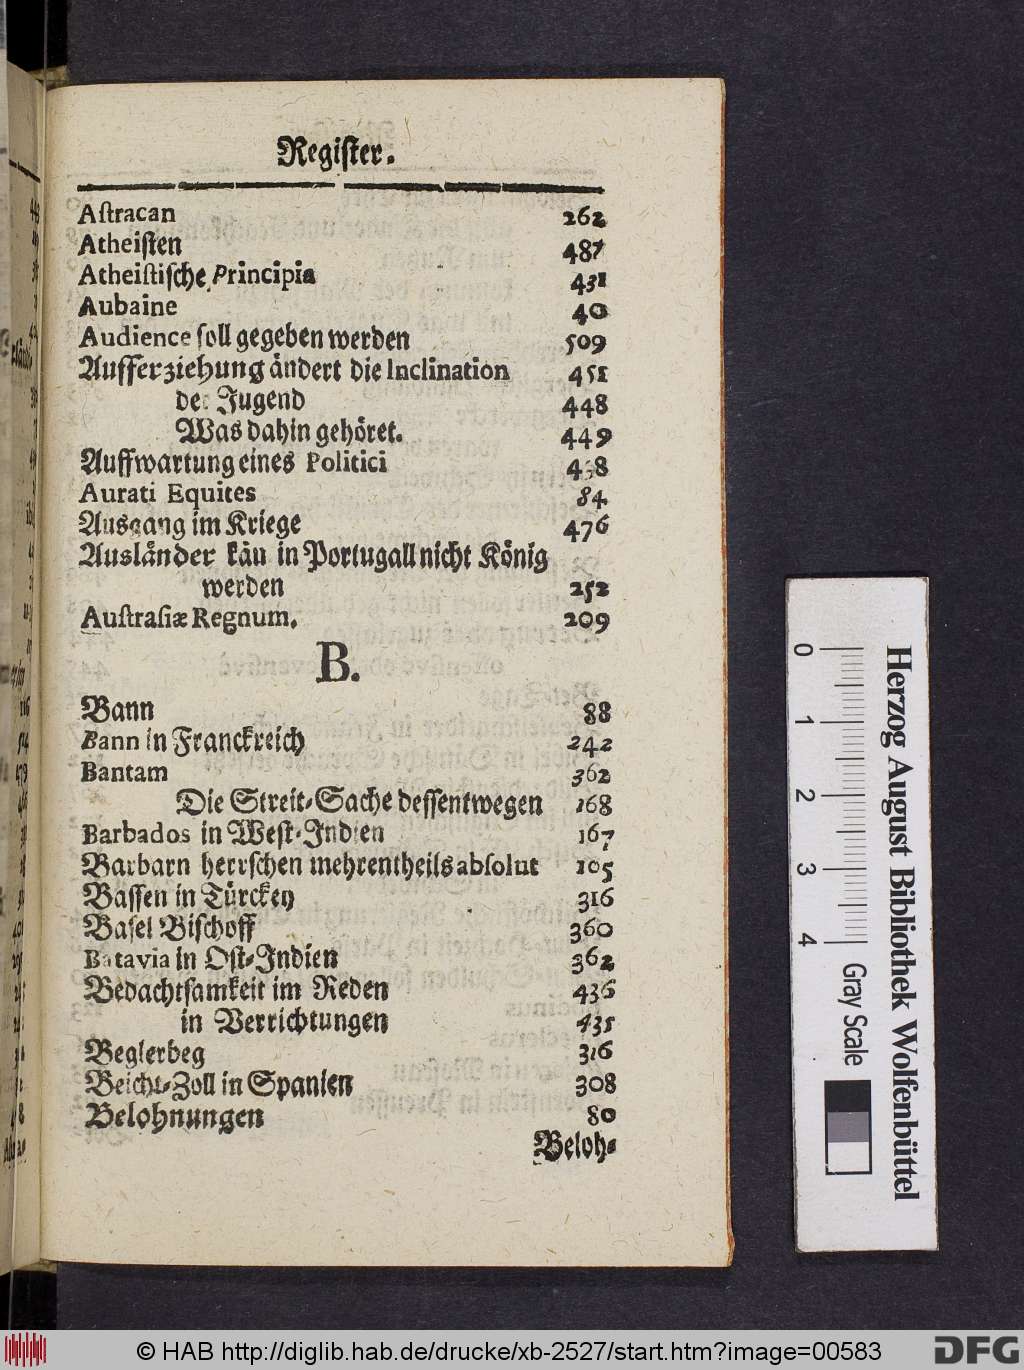 Register.
Aſtracan 262
Atheiſten 487
Atheiſtiſche Principia 431
Aubaine 40
Audience ſoll gegeben werden 509
Aufferziehung ändert die Inclination 451
der Jugend 448
Was dahin gehöret. 449
Auffwartung eines Politici 468
Aurati Equites 84
Ausgang im Kriege 476
Ausländer kāu in Portugall nicht König
werden 252
Auſtraſiæ Regnum. 209
B.
Bann 88
Bann in Franckreich 242
Bantam 362
Die Streit-Sache deſſentwegen 168
Barbados in Weſt-Indien 167
Barbarn herrſchen mehrentheils abſolut 105
Baſſen in Türckey 316
Baſel Biſchoff 360
Batavia in Oſt-Indien 362
Bedachtſamkeit im Reden 436
in Verrichtungen 435
Beglerbeg 316
Beicht-Zoll in Spanien 308
Belohnungen 80
Beloh-
0 1 2 3 4
Herzog August Bibliothek Wolfenbüttel
Gray Scale
© HAB http://diglib.hab.de/drucke/xb-2527/start.htm?image=00583
DFG